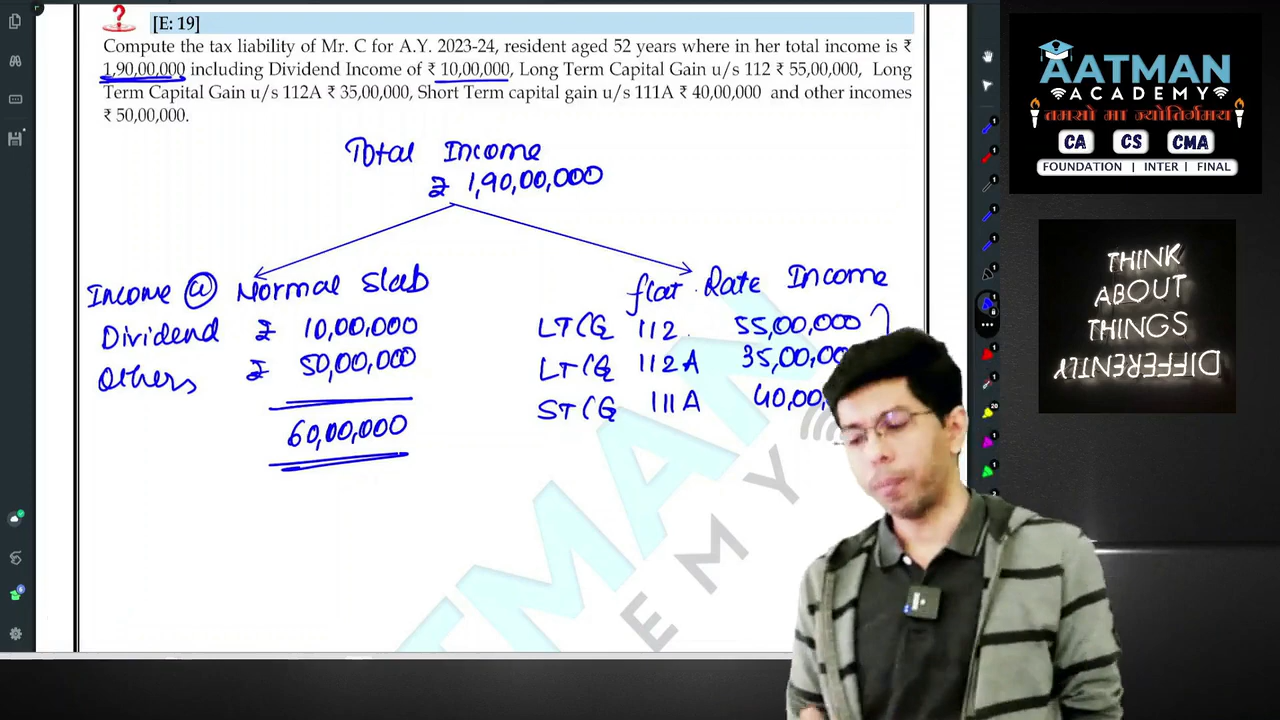 [E: 19]
Compute the tax liability of Mr. C for A.Y. 2023-24, resident aged 52 years where in her total income is ₹
1,90,00,000 including Dividend Income of ₹ 10,00,000, Long Term Capital Gain u/s 112 ₹ 55,00,000, Long
Term Capital Gain u/s 112A ₹ 35,00,000, Short Term capital gain u/s 111A ₹ 40,00,000 and other incomes
₹ 50,00,000.
Total Income
₹ 1,90,00,000
Income @ Normal Slab
Dividend ₹ 10,00,000
Others ₹ 50,00,000
60,00,000
flat Rate Income
LTCG 112 55,00,000
LTCG 112A 35,00,000
STCG 111A 40,00,
AATMAN
ACADEMY
तमसो मा ज्योतिर्गमय
CA CS CMA
FOUNDATION | INTER | FINAL
THINK
ABOUT
THINGS
DIFFERENTLY